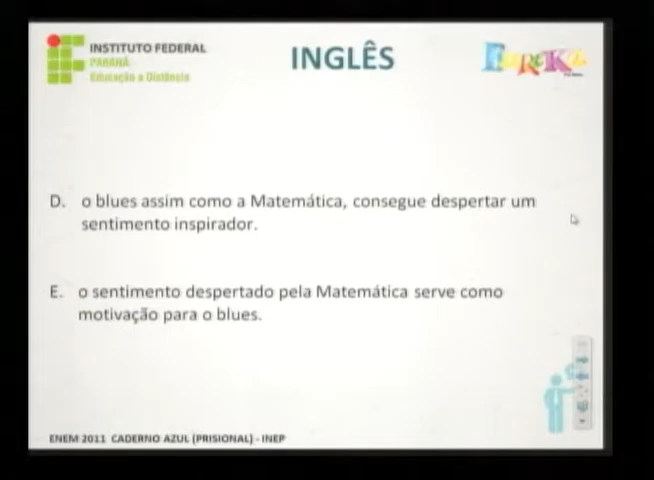 INSTITUTO FEDERAL
PARANÁ
Educação a Distância
INGLÊS
EUREKA
D. o blues assim como a Matemática, consegue despertar um
sentimento inspirador.
E. o sentimento despertado pela Matemática serve como
motivação para o blues.
ENEM 2011 CADERNO AZUL (PRISIONAL) - INEP